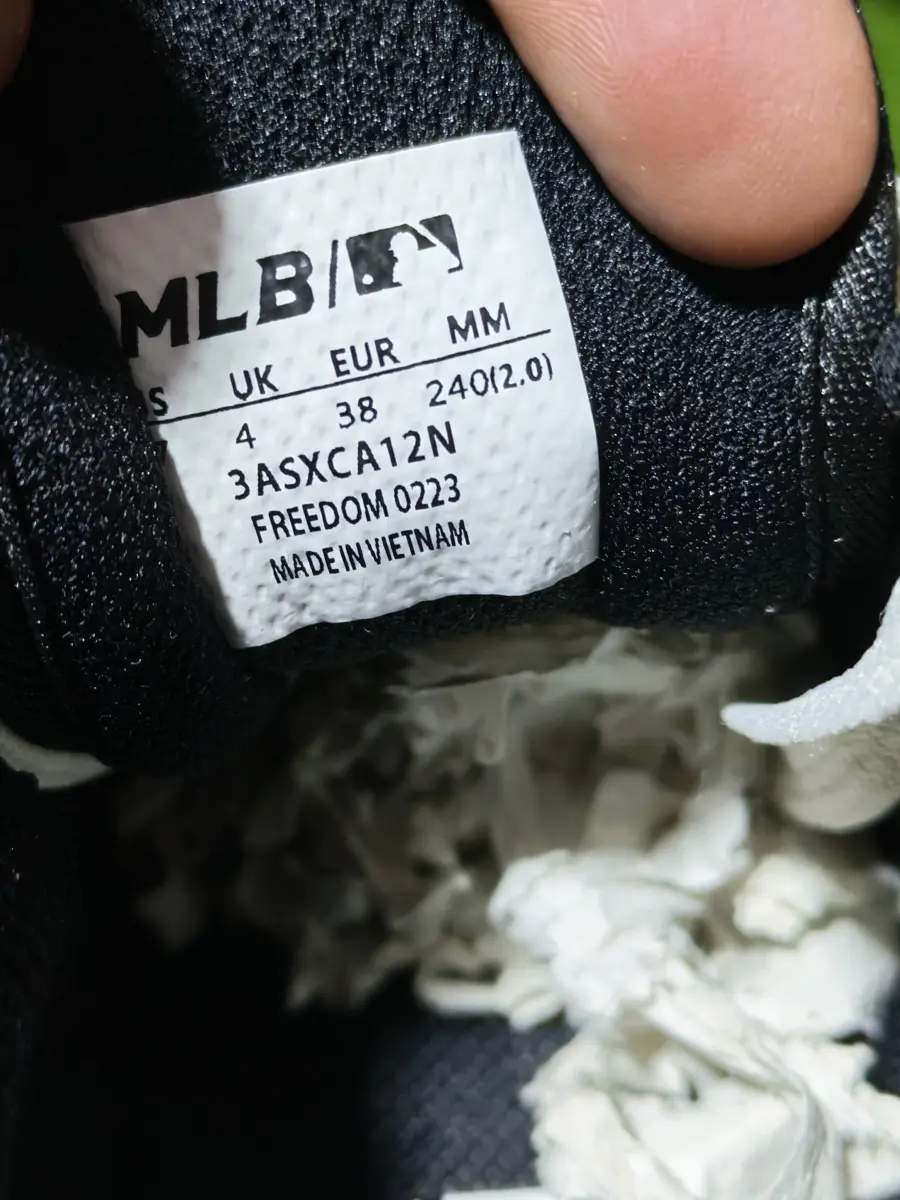 MLB
UK EUR MM
4 38 240(2.0)
3ASXCA12N
FREEDOM 0223
MADE IN VIETNAM